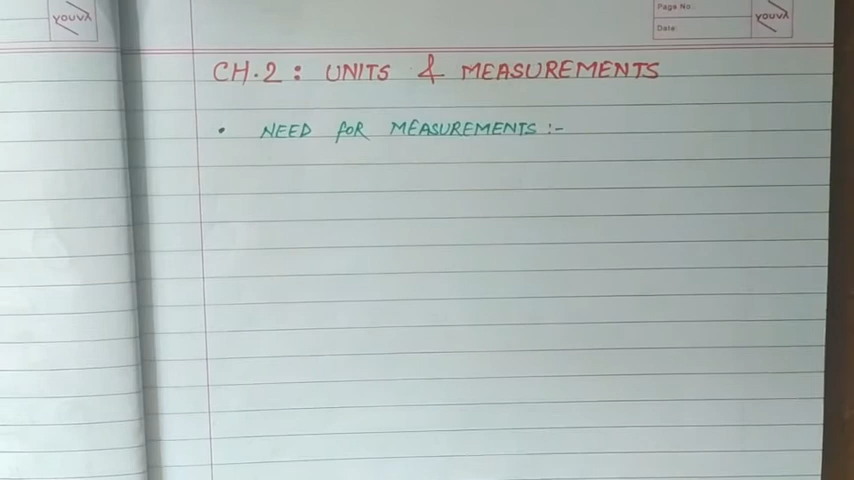 youva
Page No.:
Date:
youva
CH.2 : UNITS & MEASUREMENTS
• NEED FOR MEASUREMENTS :-